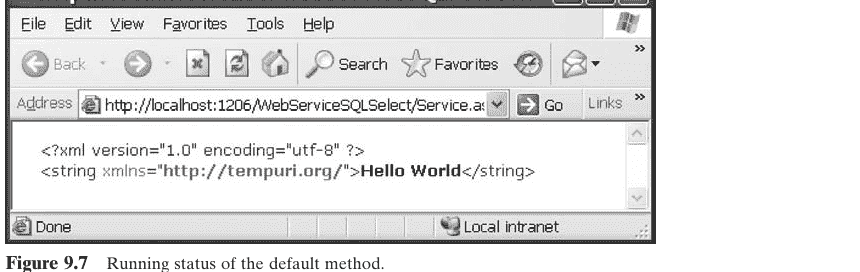 File Edit View Favorites Tools Help
Back Search Favorites
Address http://localhost:1206/WebServiceSQLSelect/Service.as Go Links
<?xml version="1.0" encoding="utf-8" ?>
<string xmlns="http://tempuri.org/">Hello World</string>
Done Local intranet
Figure 9.7 Running status of the default method.